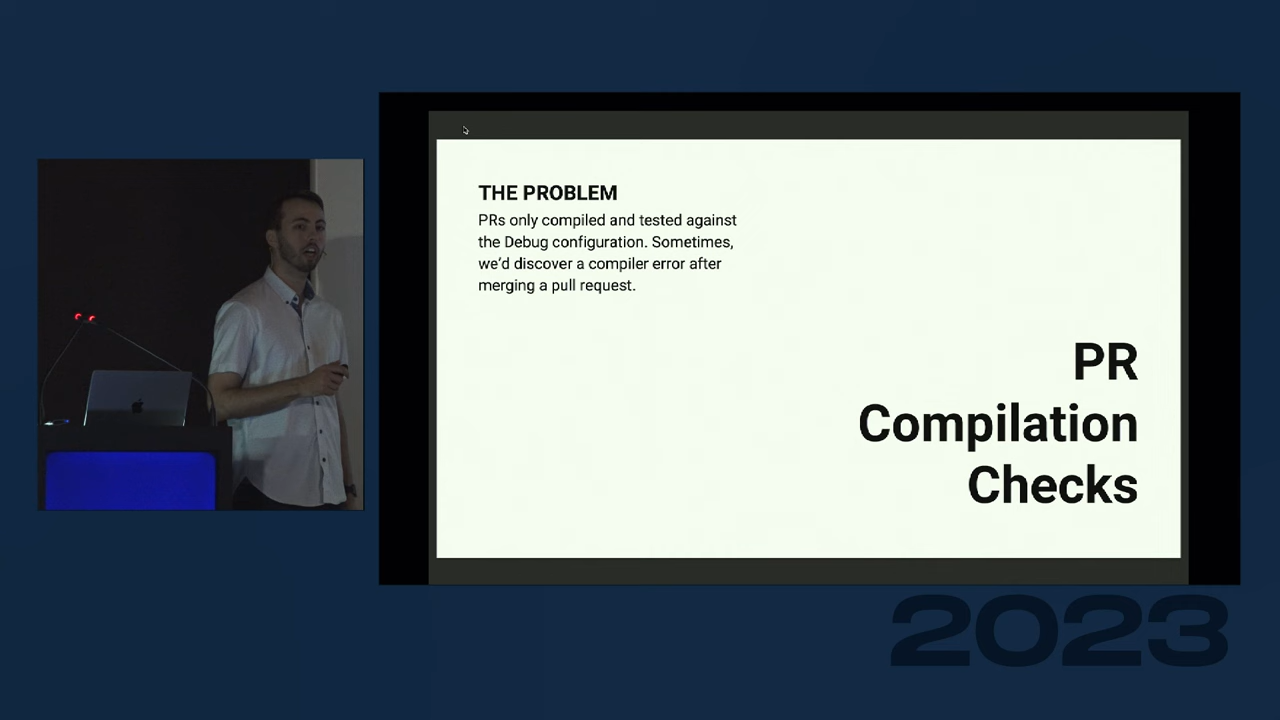 THE PROBLEM
PRs only compiled and tested against
the Debug configuration. Sometimes,
we'd discover a compiler error after
merging a pull request.
PR
Compilation
Checks
2023